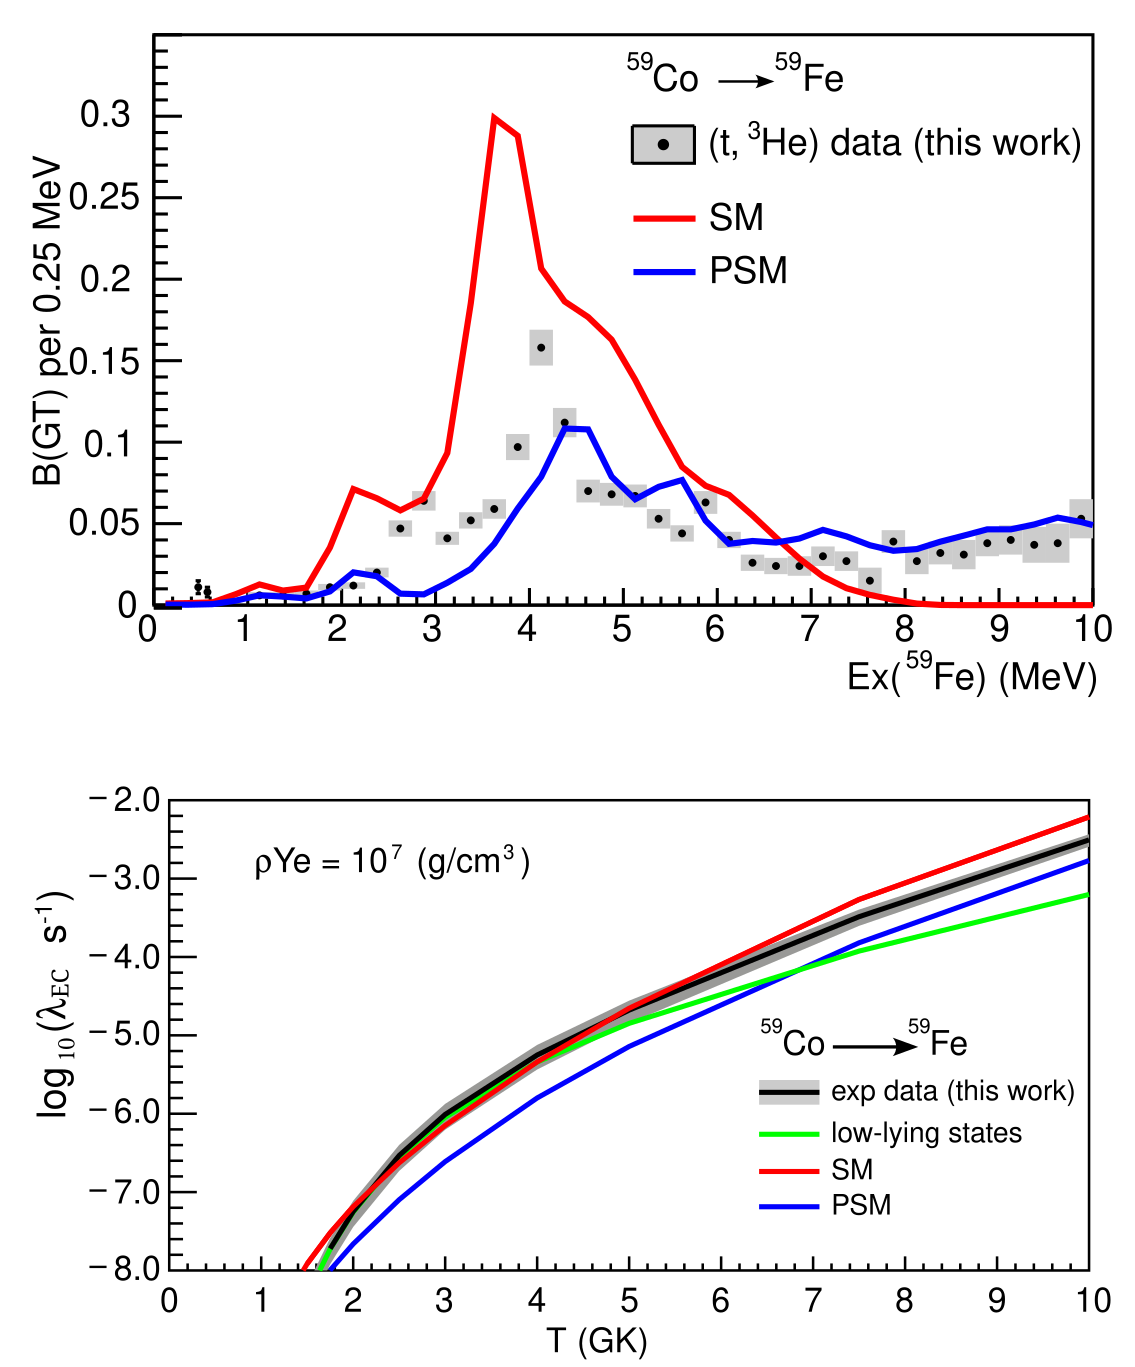 ⁵⁹Co → ⁵⁹Fe
(t, ³He) data (this work)
SM
PSM
B(GT) per 0.25 MeV
0.3
0.25
0.2
0.15
0.1
0.05
0
0 1 2 3 4 5 6 7 8 9 10
Ex(⁵⁹Fe) (MeV)
ρYe = 10⁷ (g/cm³)
log₁₀(λ_EC s⁻¹)
−2.0
−3.0
−4.0
−5.0
−6.0
−7.0
−8.0
⁵⁹Co → ⁵⁹Fe
exp data (this work)
low-lying states
SM
PSM
0 1 2 3 4 5 6 7 8 9 10
T (GK)